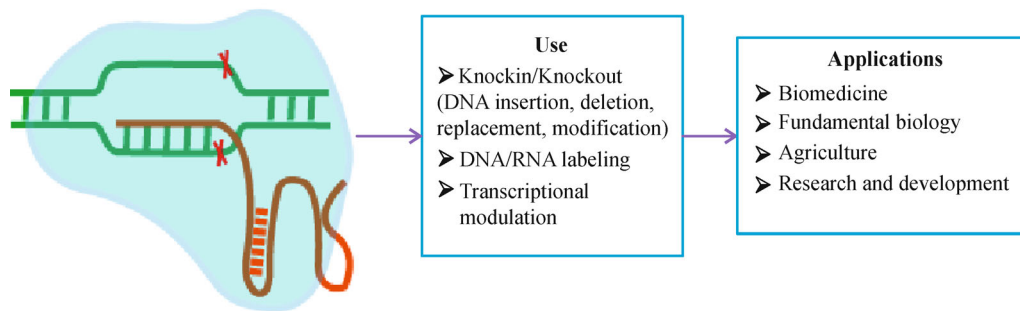 Use
➤ Knockin/Knockout
(DNA insertion, deletion,
replacement, modification)
➤ DNA/RNA labeling
➤ Transcriptional
modulation
Applications
➤ Biomedicine
➤ Fundamental biology
➤ Agriculture
➤ Research and development